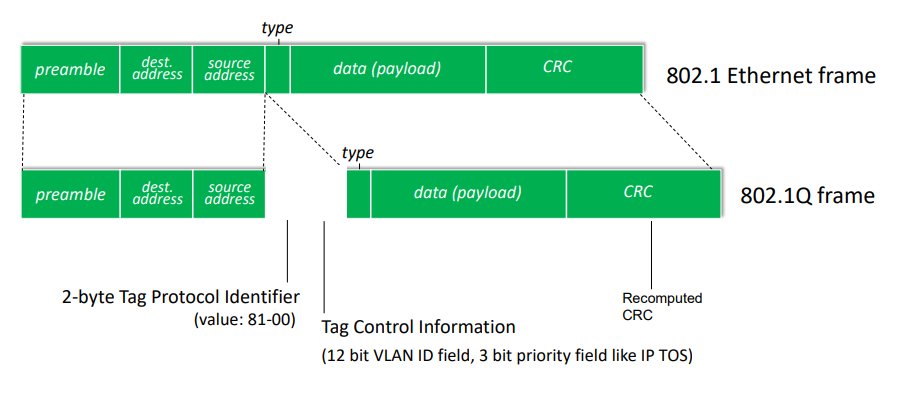 type
preamble
dest.
address
source
address
data (payload)
CRC
802.1 Ethernet frame
type
preamble
dest.
address
source
address
data (payload)
CRC
802.1Q frame
2-byte Tag Protocol Identifier
(value: 81-00)
Tag Control Information
(12 bit VLAN ID field, 3 bit priority field like IP TOS)
Recomputed
CRC